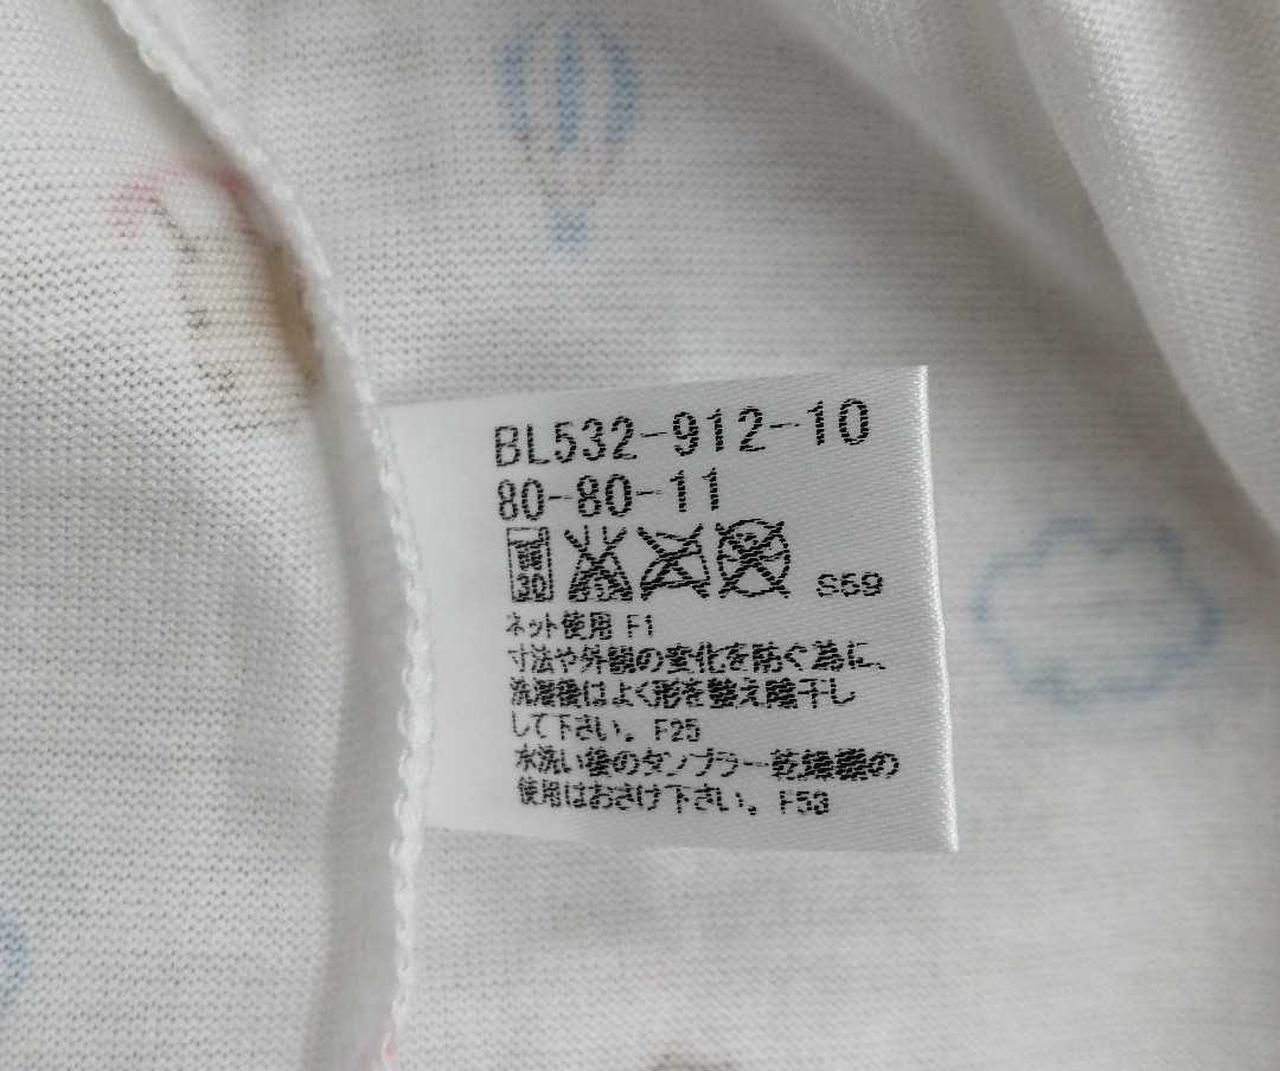 BL532-912-10
80-80-11
30
S69
ネット使用 F1
寸法や外観の変化を防ぐ為に、
洗濯後はよく形を整え陰干し
して下さい。 F25
水洗い後のタンブラー乾燥機の
使用はおさけ下さい。 F53